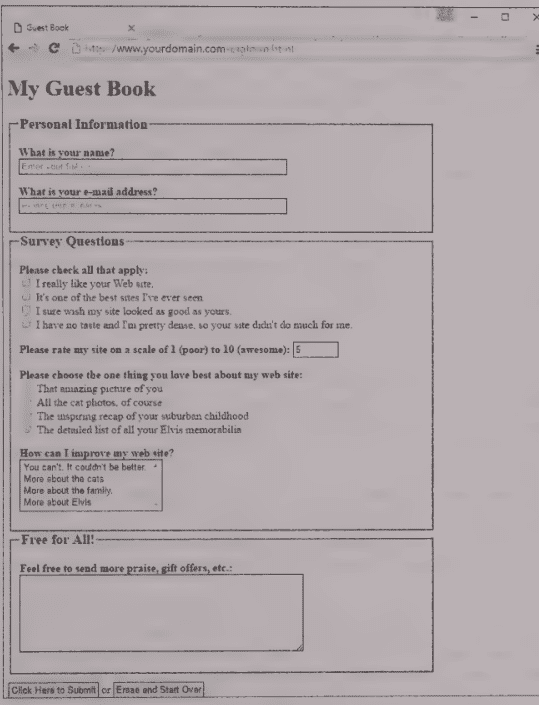 Guest Book
www.yourdomain.com
My Guest Book
Personal Information
What is your name?
What is your e-mail address?
Survey Questions
Please check all that apply:
I really like your Web site.
It's one of the best sites I've ever seen
I sure wish my site looked as good as yours.
I have no taste and I'm pretty dense, so your site didn't do much for me.
Please rate my site on a scale of 1 (poor) to 10 (awesome): 5
Please choose the one thing you love best about my web site:
That amazing picture of you
All the cat photos, of course
The inspiring recap of your suburban childhood
The detailed list of all your Elvis memorabilia
How can I improve my web site?
You can't. It couldn't be better.
More about the cats
More about the family.
More about Elvis
Free for All!
Feel free to send more praise, gift offers, etc.:
Click Here to Submit or Erase and Start Over